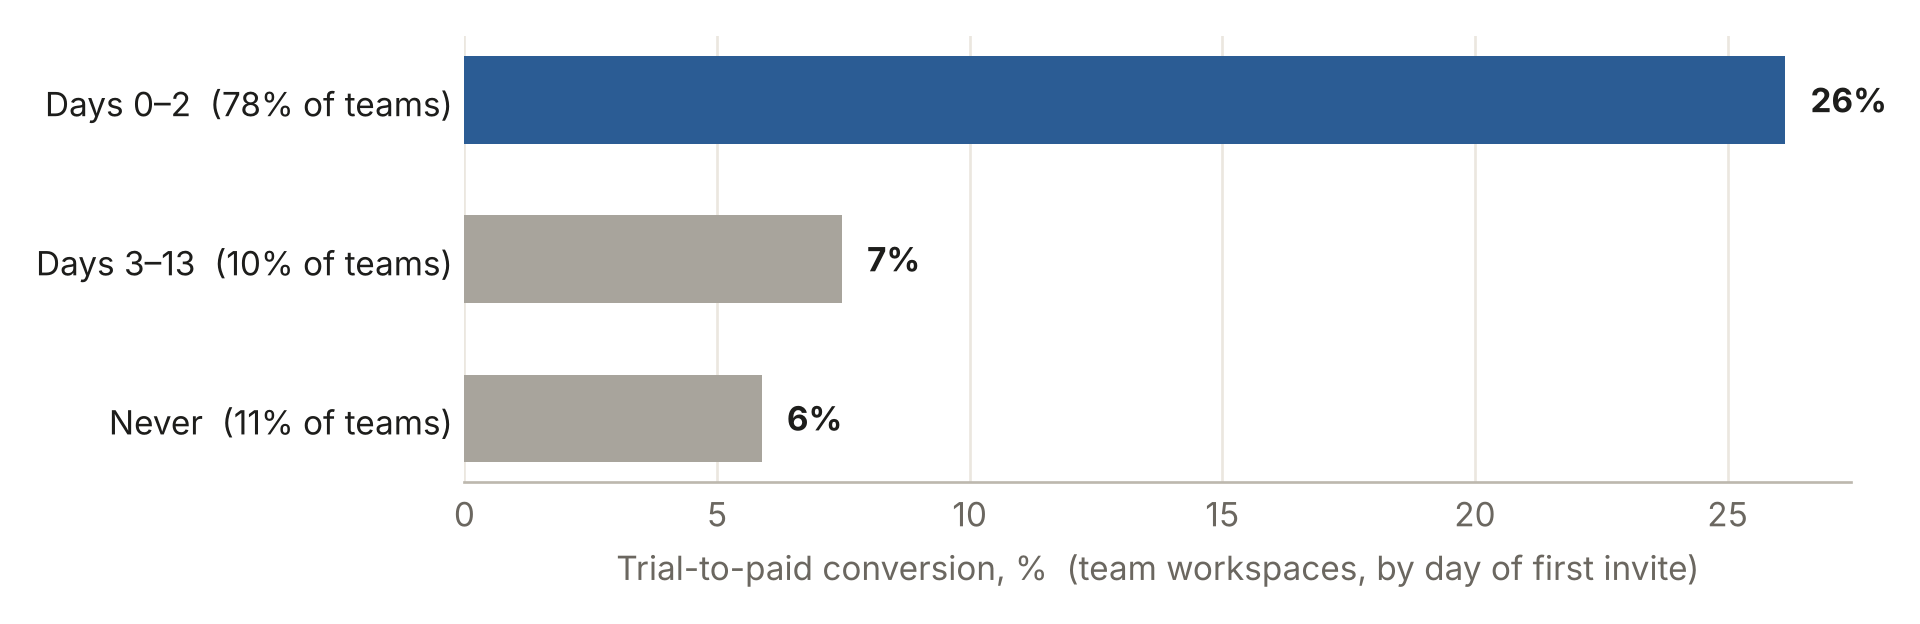 Days 0–2 (78% of teams) 26%
Days 3–13 (10% of teams) 7%
Never (11% of teams) 6%
0 5 10 15 20 25
Trial-to-paid conversion, % (team workspaces, by day of first invite)